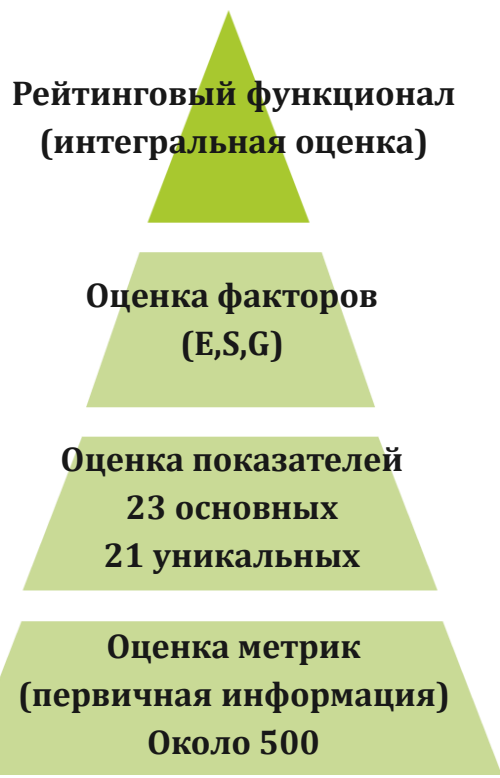 Рейтинговый функционал
(интегральная оценка)
Оценка факторов
(E,S,G)
Оценка показателей
23 основных
21 уникальных
Оценка метрик
(первичная информация)
Около 500